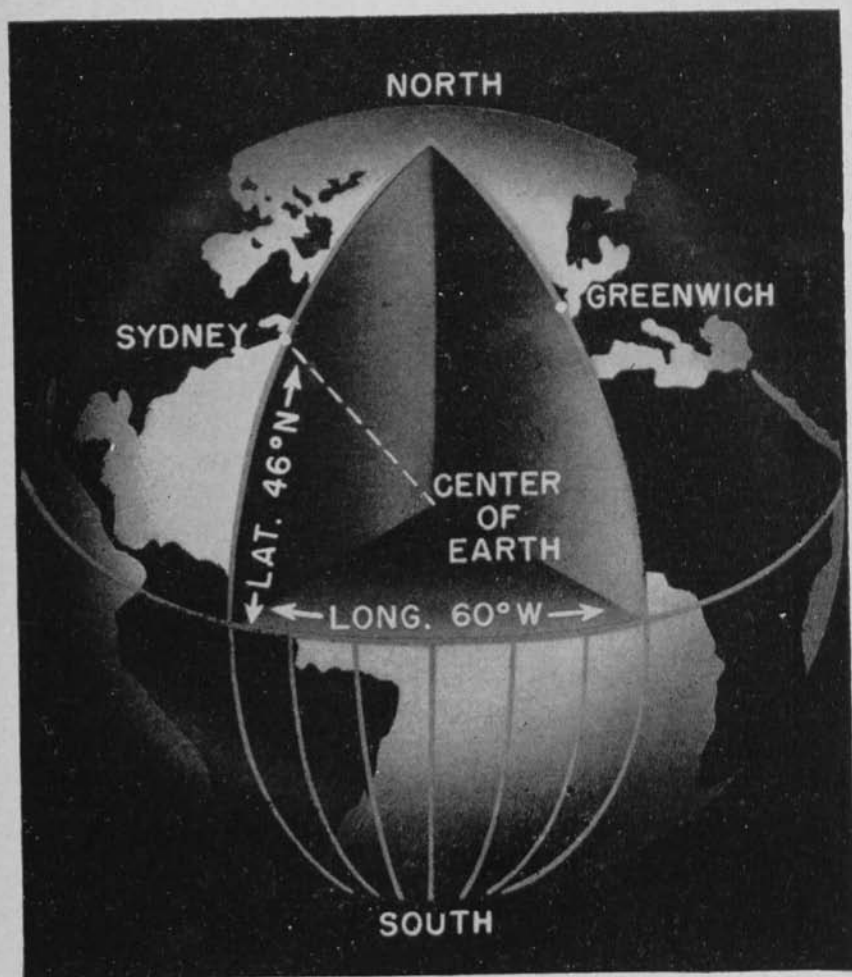 NORTH
GREENWICH
SYDNEY
LAT. 46°N
CENTER
OF
EARTH
LONG. 60°W
SOUTH